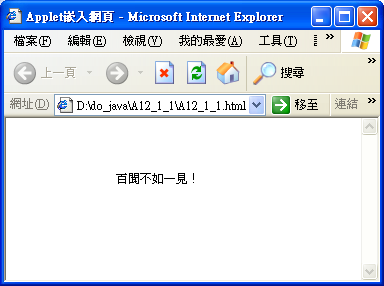 Applet嵌入網頁 - Microsoft Internet Explorer
檔案(F) 編輯(E) 檢視(V) 我的最愛(A) 工具(T) »
上一頁 搜尋 »
網址(D) D:\do_java\A12_1_1\A12_1_1.html 移至 連結 »
百聞不如一見！